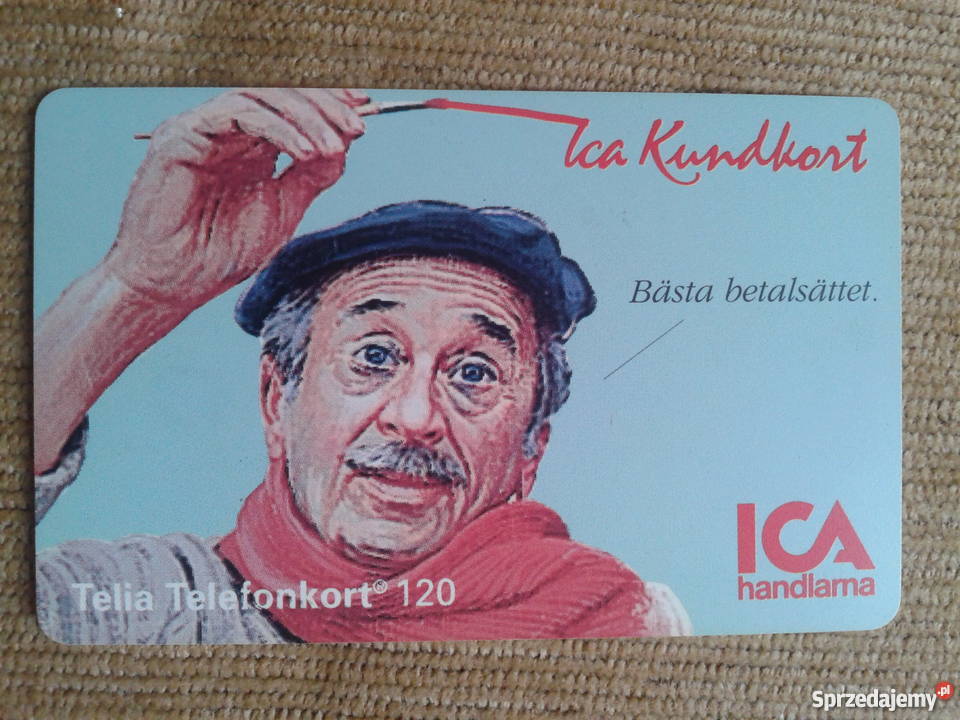 Ica Kundkort
Bästa betalsättet.
ICA
handlarna
Telia Telefonkort® 120
Sprzedajemy.pl